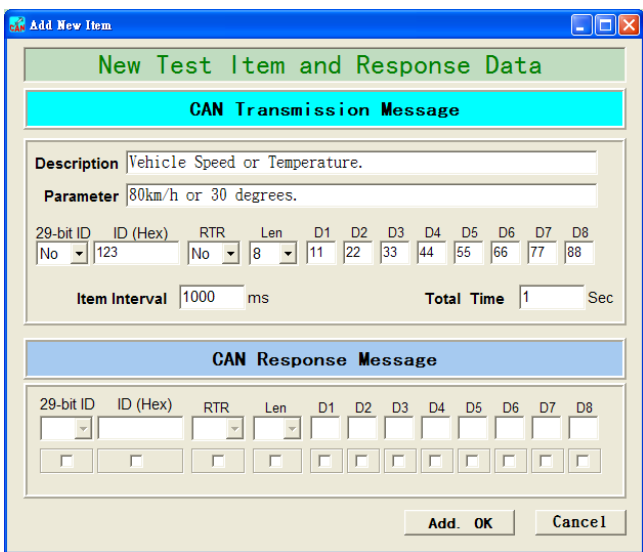 Add New Item
New Test Item and Response Data
CAN Transmission Message
Description Vehicle Speed or Temperature.
Parameter 80km/h or 30 degrees.
29-bit ID ID (Hex) RTR Len D1 D2 D3 D4 D5 D6 D7 D8
No 123 No 8 11 22 33 44 55 66 77 88
Item Interval 1000 ms Total Time 1 Sec
CAN Response Message
29-bit ID ID (Hex) RTR Len D1 D2 D3 D4 D5 D6 D7 D8
Add. OK Cancel